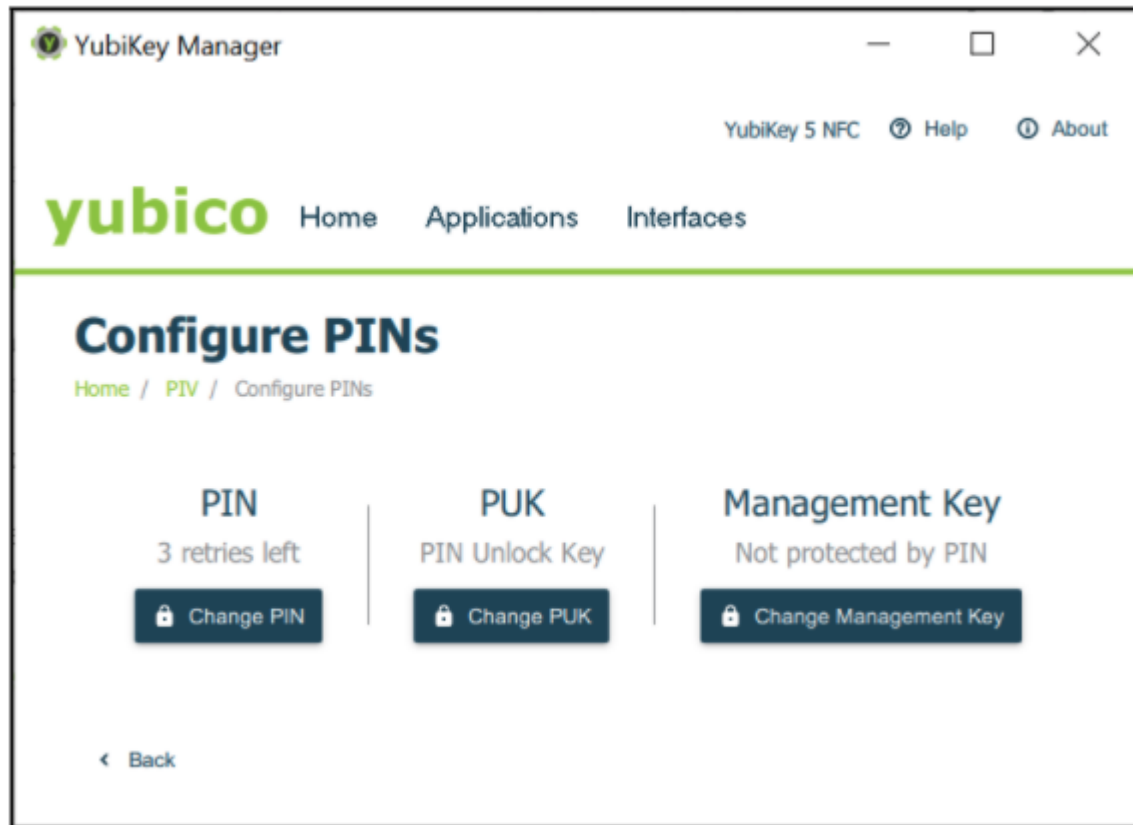 YubiKey Manager
YubiKey 5 NFC Help About
yubico Home Applications Interfaces
Configure PINs
Home / PIV / Configure PINs
PIN PUK Management Key
3 retries left PIN Unlock Key Not protected by PIN
Change PIN Change PUK Change Management Key
Back